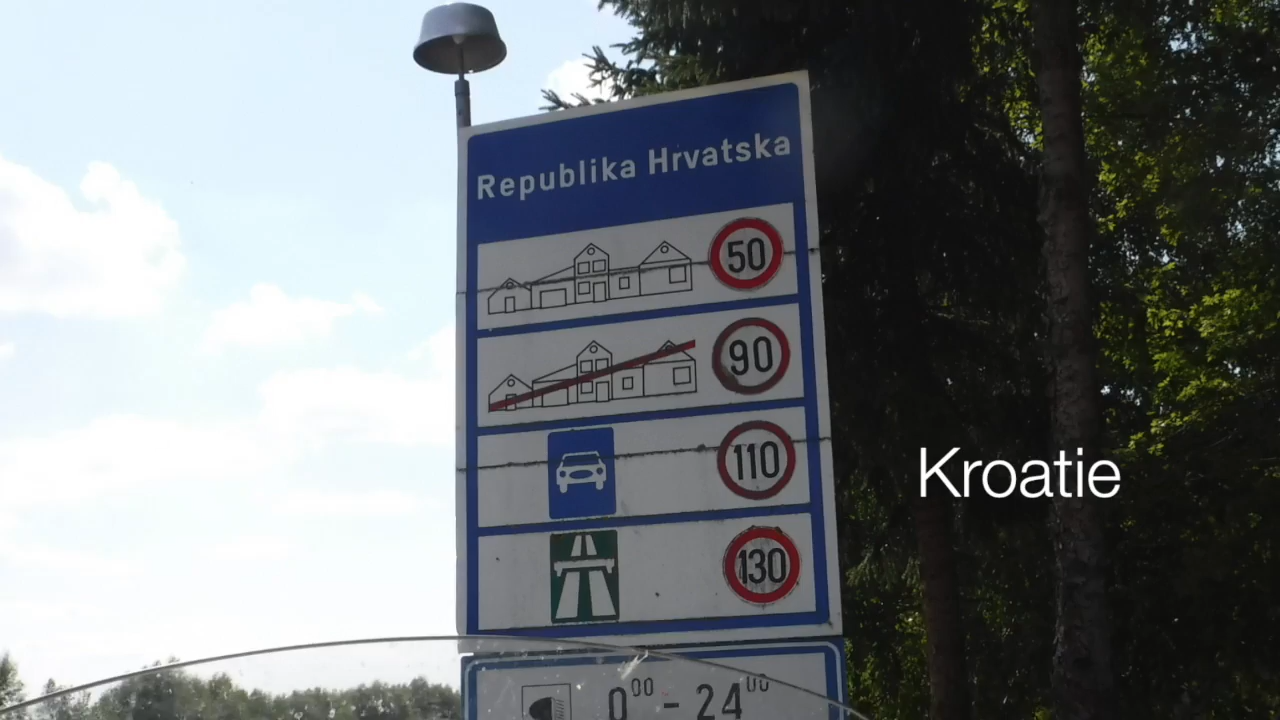 Republika Hrvatska
50
90
110
130
Kroatie
0⁰⁰ - 24⁰⁰